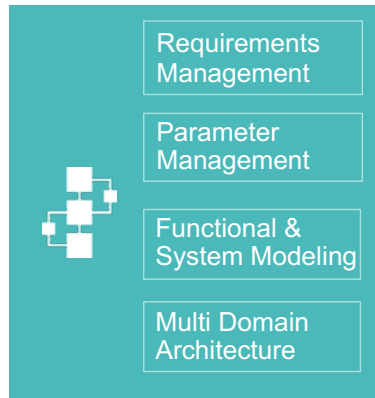 Requirements
Management
Parameter
Management
Functional &
System Modeling
Multi Domain
Architecture